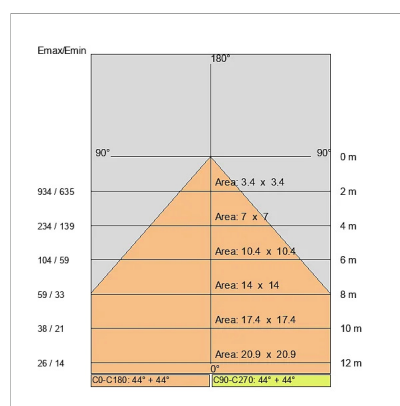 Emax/Emin
180°
90° 90° 0 m
934 / 635 Area: 3.4 x 3.4 2 m
234 / 139 Area: 7 x 7 4 m
104 / 59 Area: 10.4 x 10.4 6 m
59 / 33 Area: 14 x 14 8 m
38 / 21 Area: 17.4 x 17.4 10 m
26 / 14 Area: 20.9 x 20.9 12 m
0°
C0-C180: 44° + 44° C90-C270: 44° + 44°